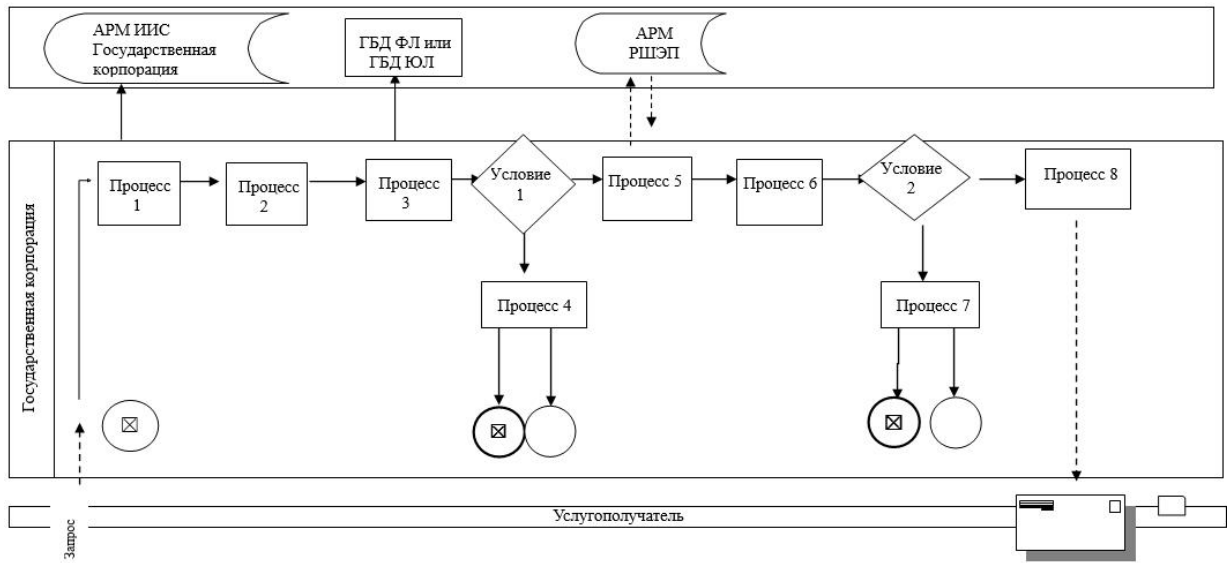 АРМ ИИС
Государственная
корпорация
ГБД ФЛ или
ГБД ЮЛ
АРМ
РШЭП
Государственная корпорация
Процесс
1
Процесс
2
Процесс
3
Условие
1
Процесс 5
Процесс 6
Условие
2
Процесс 8
Процесс 4
Процесс 7
Запрос
Услугополучатель